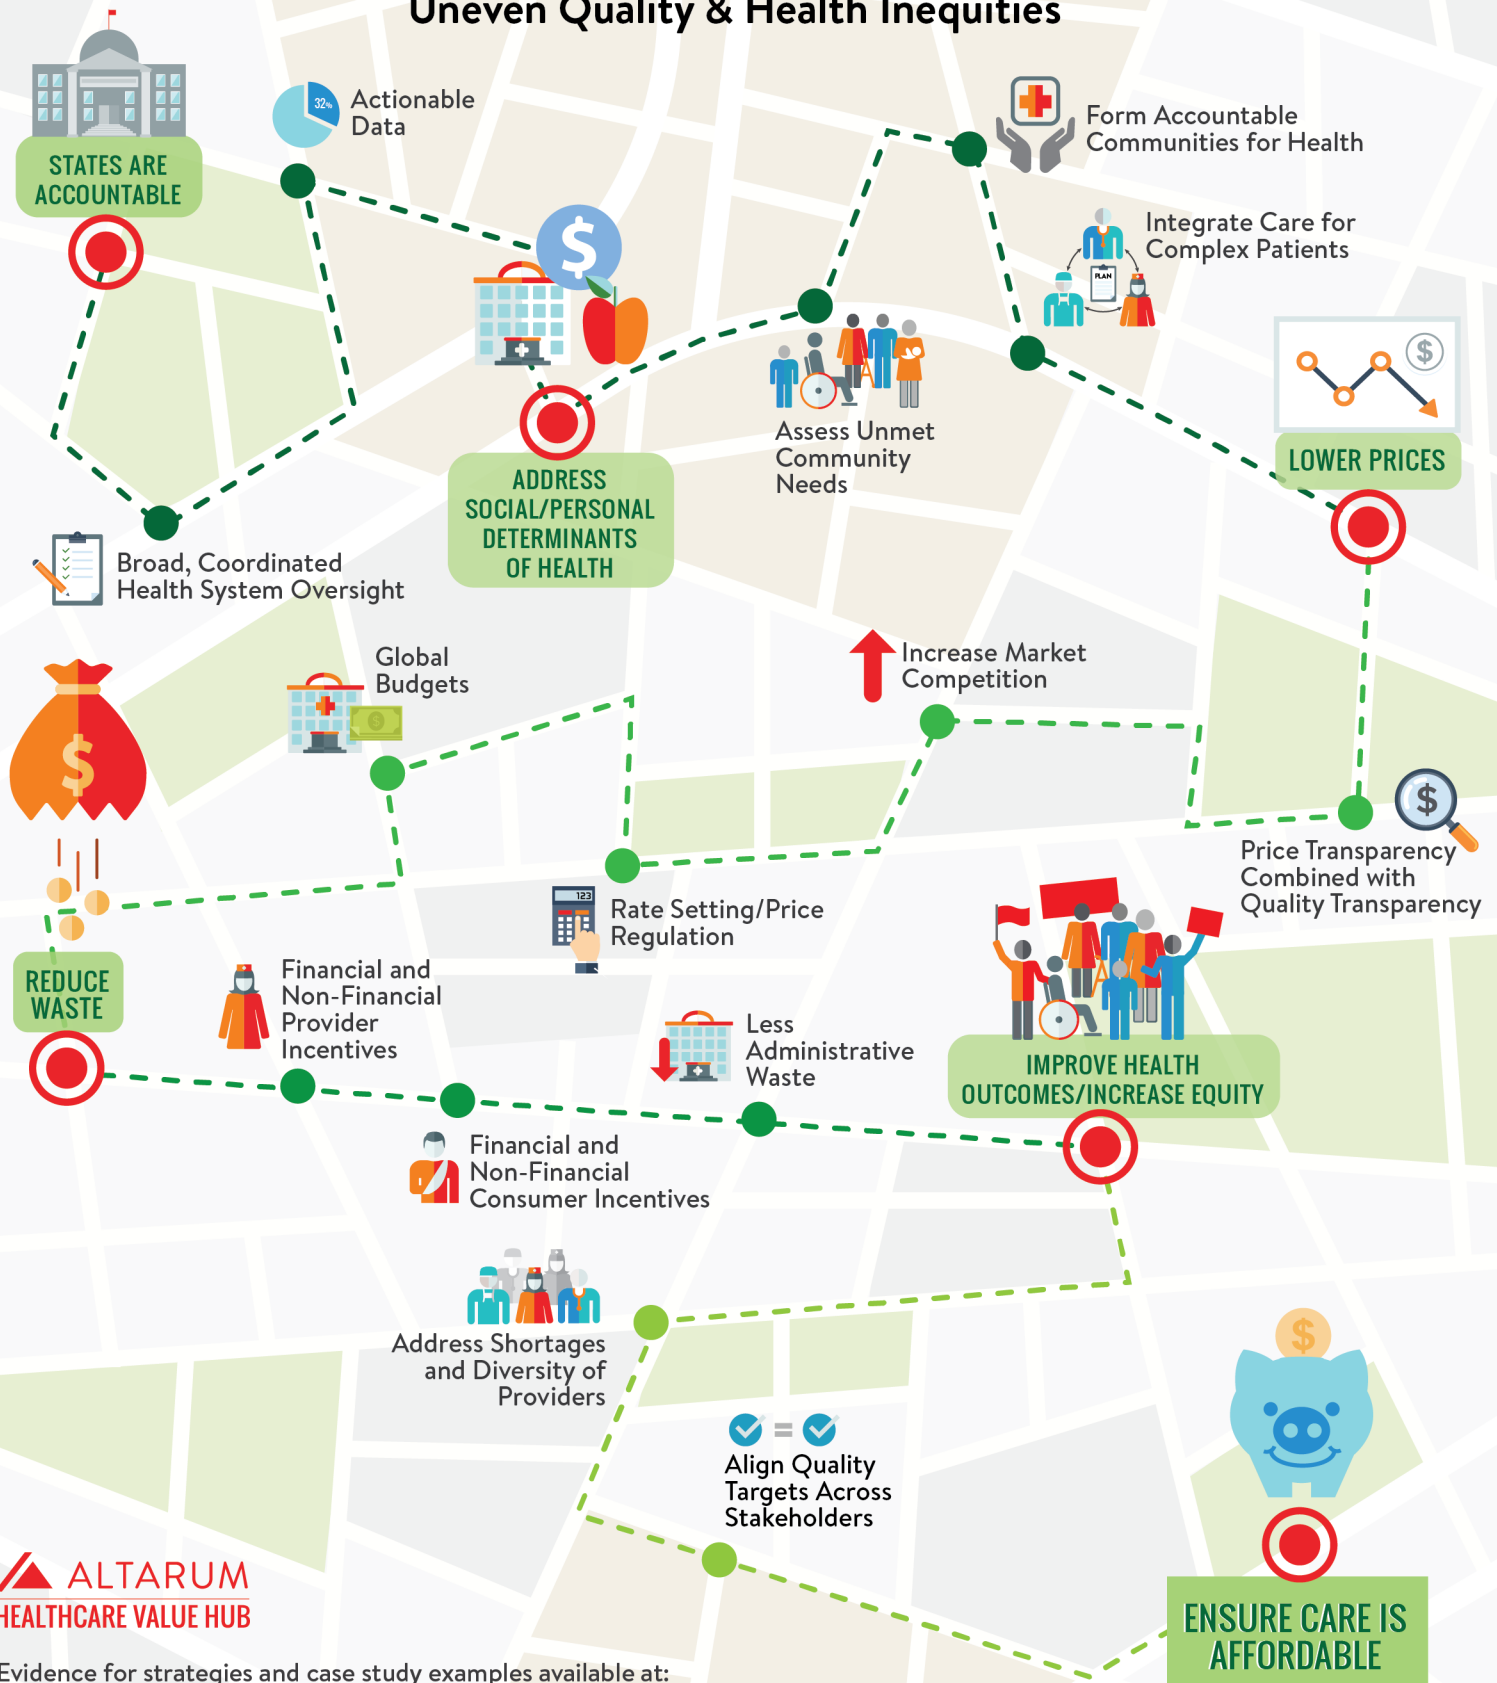 Uneven Quality & Health Inequities
32%
Actionable
Data
STATES ARE
ACCOUNTABLE
$
Form Accountable
Communities for Health
Integrate Care for
Complex Patients
PLAN
$
LOWER PRICES
Assess Unmet
Community
Needs
ADDRESS
SOCIAL/PERSONAL
DETERMINANTS
OF HEALTH
Broad, Coordinated
Health System Oversight
Global
Budgets
$
$
Increase Market
Competition
$
Price Transparency
Combined with
Quality Transparency
123
Rate Setting/Price
Regulation
REDUCE
WASTE
Financial and
Non-Financial
Provider
Incentives
Less
Administrative
Waste
IMPROVE HEALTH
OUTCOMES/INCREASE EQUITY
Financial and
Non-Financial
Consumer Incentives
Address Shortages
and Diversity of
Providers
$
=
Align Quality
Targets Across
Stakeholders
ALTARUM
HEALTHCARE VALUE HUB
ENSURE CARE IS
AFFORDABLE
Evidence for strategies and case study examples available at: